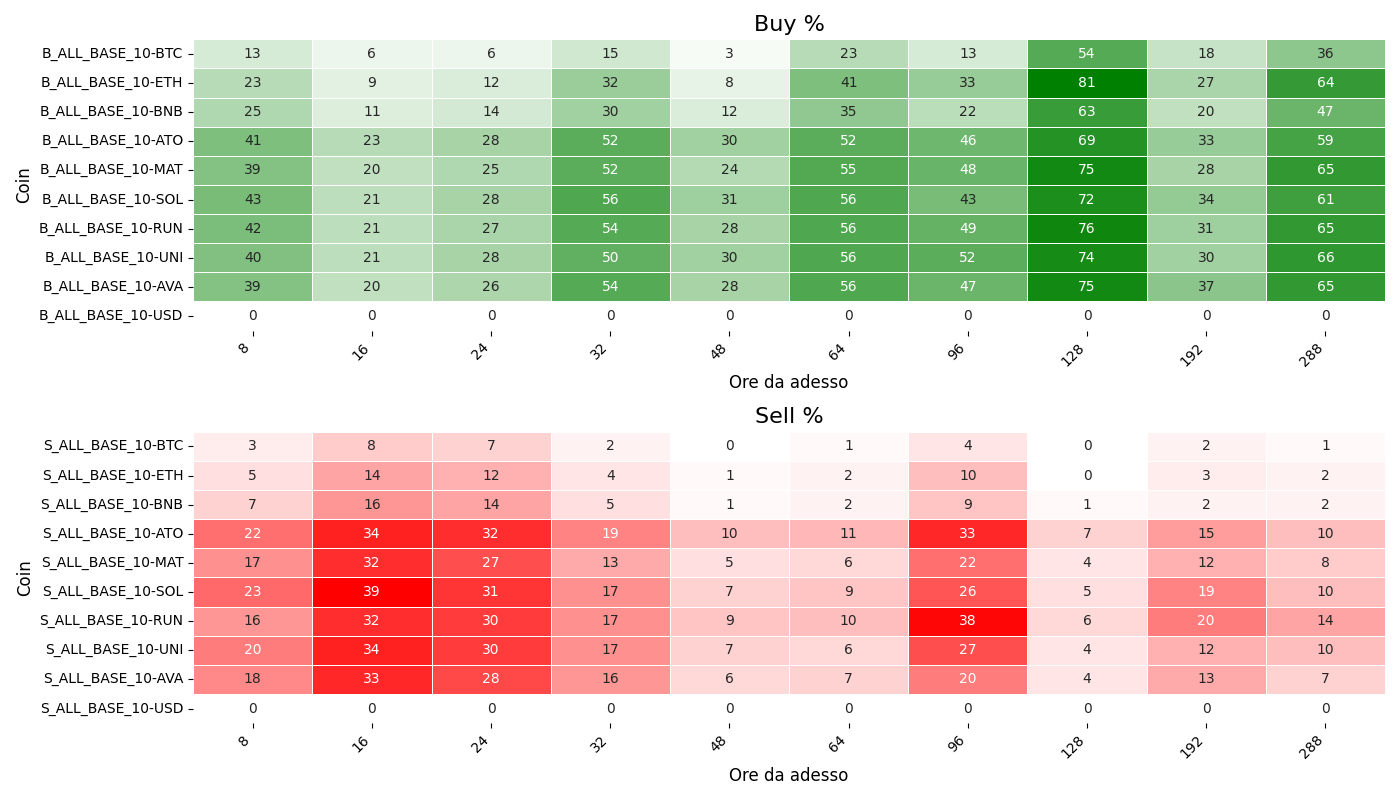 Buy %
Coin
B_ALL_BASE_10-BTC 13 6 6 15 3 23 13 54 18 36
B_ALL_BASE_10-ETH 23 9 12 32 8 41 33 81 27 64
B_ALL_BASE_10-BNB 25 11 14 30 12 35 22 63 20 47
B_ALL_BASE_10-ATO 41 23 28 52 30 52 46 69 33 59
B_ALL_BASE_10-MAT 39 20 25 52 24 55 48 75 28 65
B_ALL_BASE_10-SOL 43 21 28 56 31 56 43 72 34 61
B_ALL_BASE_10-RUN 42 21 27 54 28 56 49 76 31 65
B_ALL_BASE_10-UNI 40 21 28 50 30 56 52 74 30 66
B_ALL_BASE_10-AVA 39 20 26 54 28 56 47 75 37 65
B_ALL_BASE_10-USD 0 0 0 0 0 0 0 0 0 0
8 16 24 32 48 64 96 128 192 288
Ore da adesso
Sell %
Coin
S_ALL_BASE_10-BTC 3 8 7 2 0 1 4 0 2 1
S_ALL_BASE_10-ETH 5 14 12 4 1 2 10 0 3 2
S_ALL_BASE_10-BNB 7 16 14 5 1 2 9 1 2 2
S_ALL_BASE_10-ATO 22 34 32 19 10 11 33 7 15 10
S_ALL_BASE_10-MAT 17 32 27 13 5 6 22 4 12 8
S_ALL_BASE_10-SOL 23 39 31 17 7 9 26 5 19 10
S_ALL_BASE_10-RUN 16 32 30 17 9 10 38 6 20 14
S_ALL_BASE_10-UNI 20 34 30 17 7 6 27 4 12 10
S_ALL_BASE_10-AVA 18 33 28 16 6 7 20 4 13 7
S_ALL_BASE_10-USD 0 0 0 0 0 0 0 0 0 0
8 16 24 32 48 64 96 128 192 288
Ore da adesso